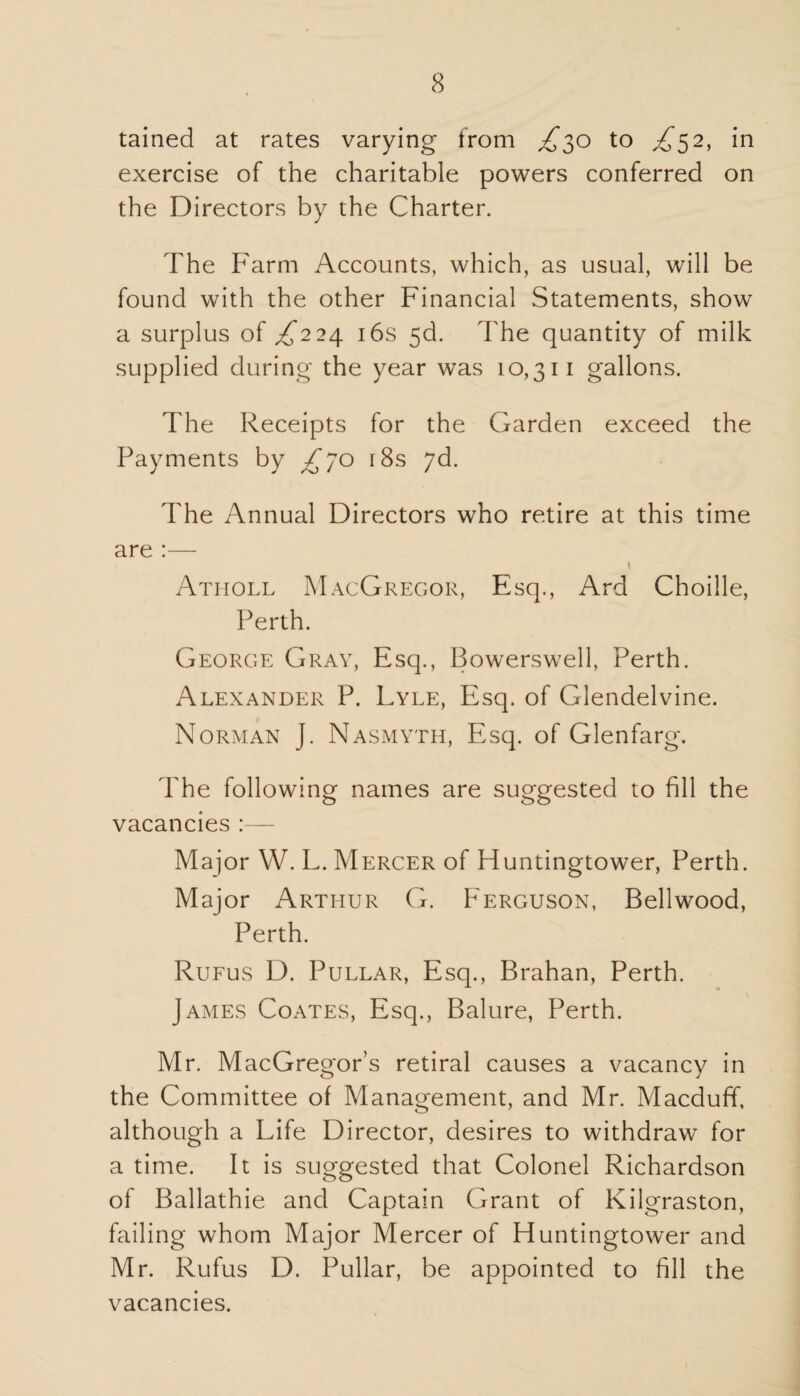 8
tained at rates varying from £30 to £52, in
exercise of the charitable powers conferred on
the Directors by the Charter.
The Farm Accounts, which, as usual, will be
found with the other Financial Statements, show
a surplus of £224 16s 5d. The quantity of milk
supplied during the year was 10,311 gallons.
The Receipts for the Garden exceed the
Payments by £70 18s 7d.
The Annual Directors who retire at this time
are :—
Atholl MacGregor, Esq., Ard Choille,
Perth.
George Gray, Esq., Bowerswell, Perth.
Alexander P. Lyle, Esq. of Glendelvine.
Norman J. Nasmyth, Esq. of Glenfarg.
The following names are suggested to fill the
vacancies :—
Major W. L. Mercer of Huntingtower, Perth.
Major Arthur G. Ferguson, Bellwood,
Perth.
Rufus D. Pullar, Esq., Brahan, Perth.
James Coates, Esq., Balure, Perth.
Mr. MacGregor's retiral causes a vacancy in
the Committee of Management, and Mr. Macduff,
although a Life Director, desires to withdraw for
a time. It is suggested that Colonel Richardson
of Ballathie and Captain Grant of Kilgraston,
failing whom Major Mercer of Huntingtower and
Mr. Rufus D. Pullar, be appointed to fill the
vacancies.